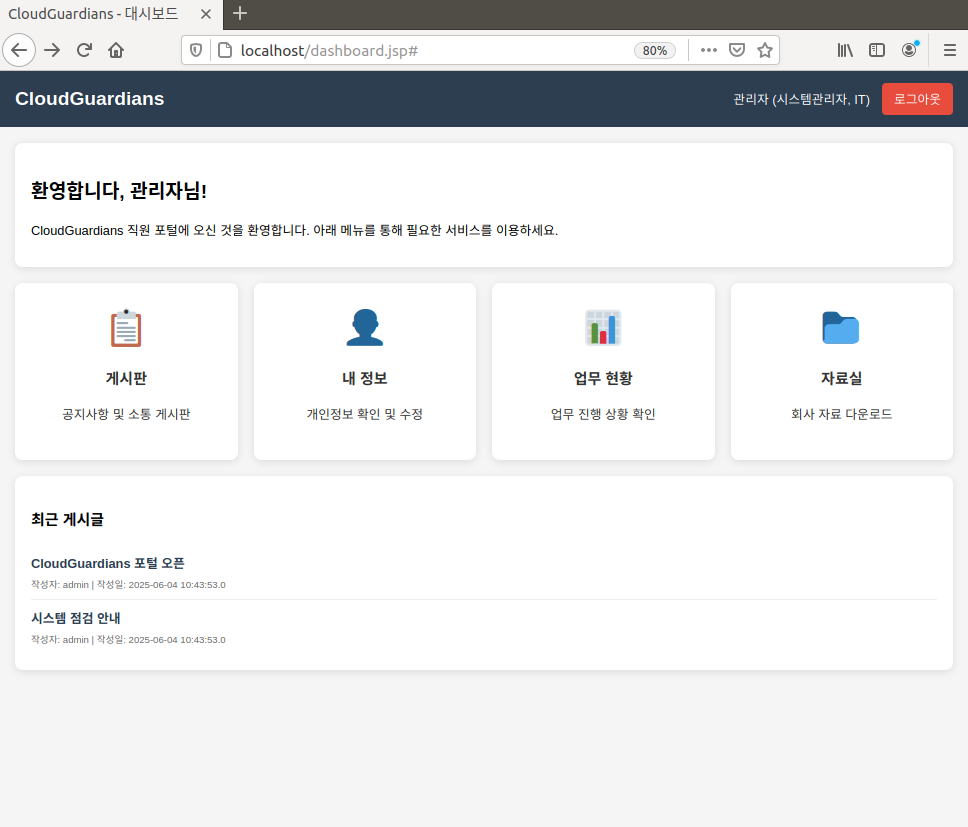 CloudGuardians - 대시보드
localhost/dashboard.jsp#
80%
CloudGuardians
관리자 (시스템관리자, IT)
로그아웃
환영합니다, 관리자님!
CloudGuardians 직원 포털에 오신 것을 환영합니다. 아래 메뉴를 통해 필요한 서비스를 이용하세요.
게시판
공지사항 및 소통 게시판
내 정보
개인정보 확인 및 수정
업무 현황
업무 진행 상황 확인
자료실
회사 자료 다운로드
최근 게시글
CloudGuardians 포털 오픈
작성자: admin | 작성일: 2025-06-04 10:43:53.0
시스템 점검 안내
작성자: admin | 작성일: 2025-06-04 10:43:53.0